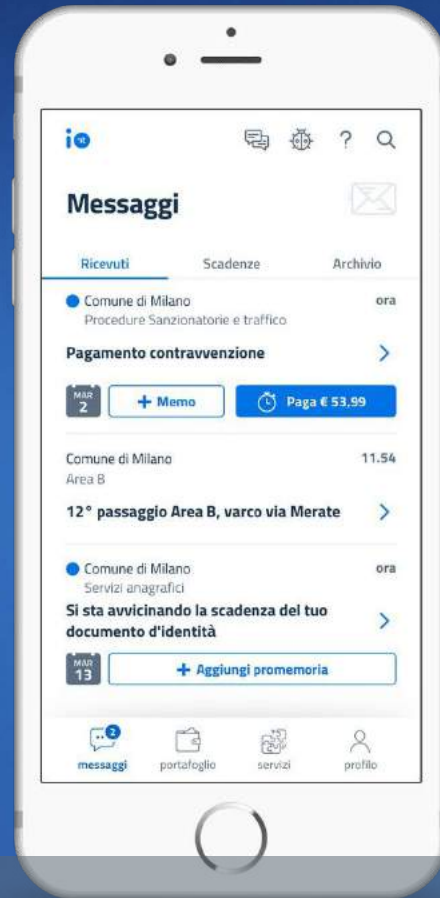 io it
?
Messaggi
Ricevuti Scadenze Archivio
Comune di Milano ora
Procedure Sanzionatorie e traffico
Pagamento contravvenzione
MAR
2
+ Memo
Paga € 53,99
Comune di Milano 11.54
Area B
12° passaggio Area B, varco via Merate
Comune di Milano ora
Servizi anagrafici
Si sta avvicinando la scadenza del tuo
documento d'identità
MAR
13
+ Aggiungi promemoria
2
messaggi portafoglio servizi profilo